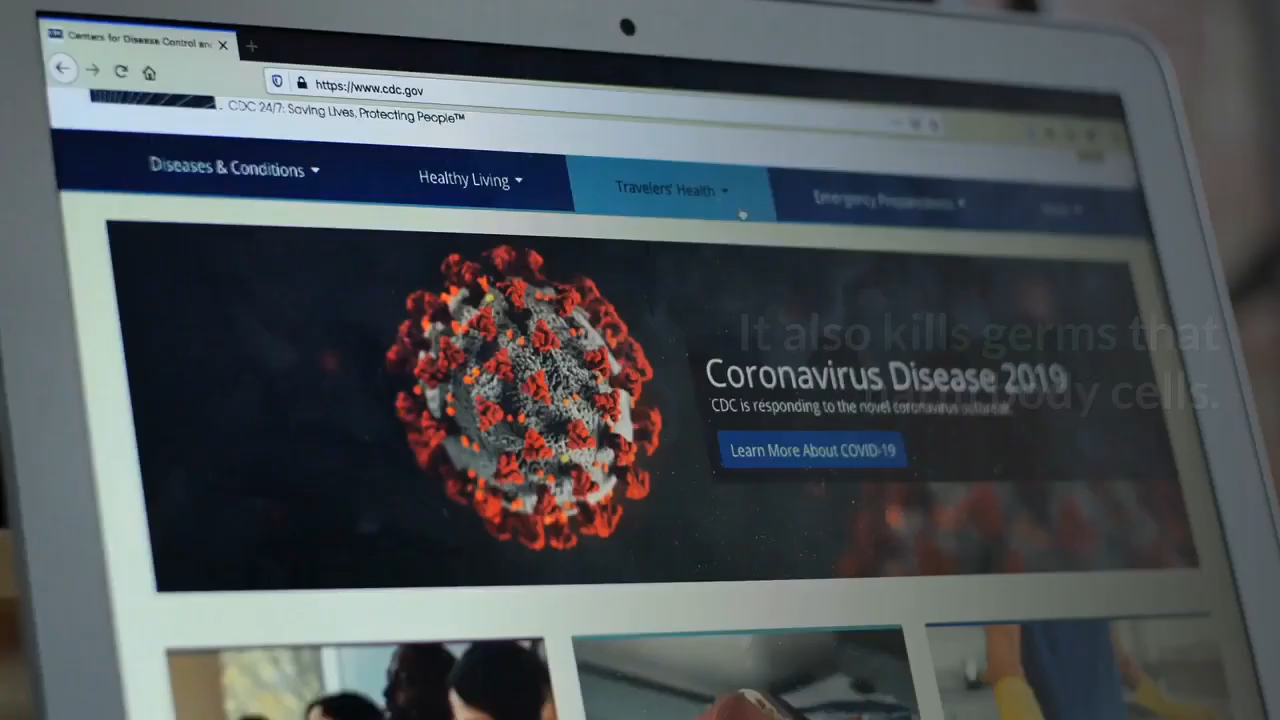 Centers for Disease Control an
https://www.cdc.gov
CDC 24/7: Saving Lives, Protecting People™
Diseases & Conditions
Healthy Living
Travelers' Health
Emergency Preparedness
It also kills germs that
body cells.
Coronavirus Disease 2019
CDC is responding to the novel coronavirus outbreak.
Learn More About COVID-19